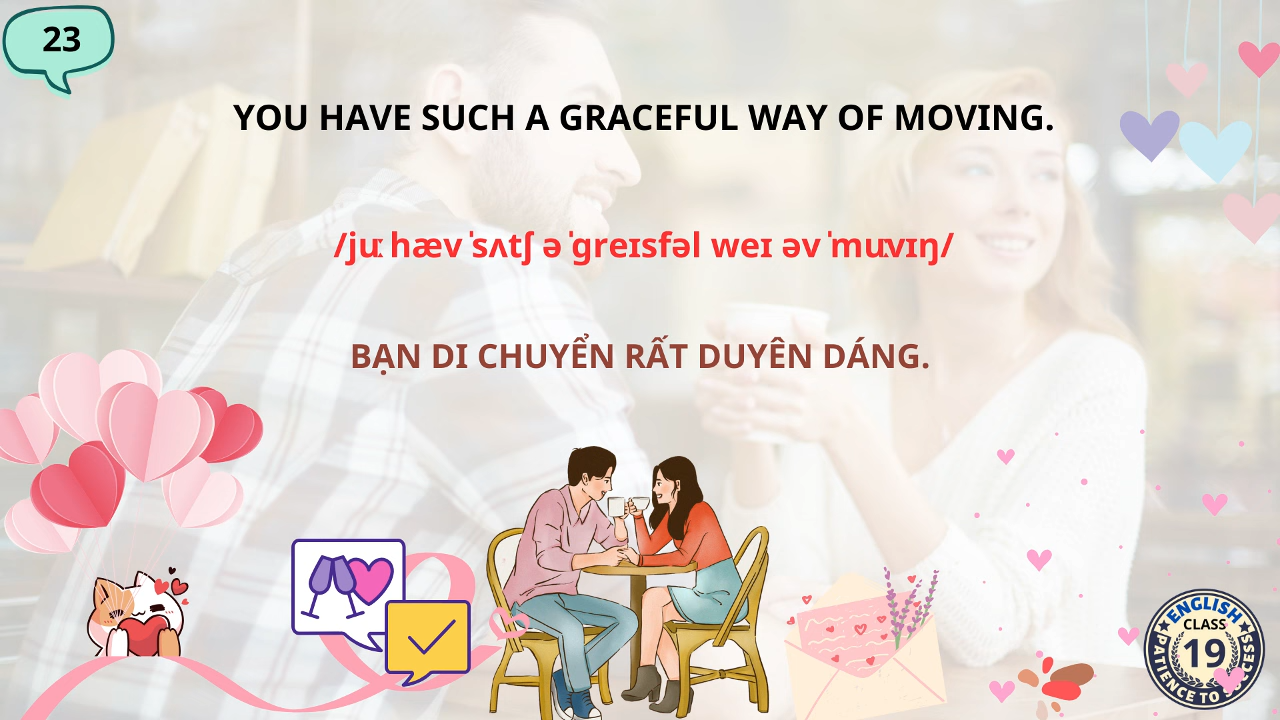 23
YOU HAVE SUCH A GRACEFUL WAY OF MOVING.
/juː hæv ˈsʌtʃ ə ˈɡreɪsfəl weɪ əv ˈmuːvɪŋ/
BẠN DI CHUYỂN RẤT DUYÊN DÁNG.
ENGLISH
CLASS
19
PATIENCE TO SUCCESS